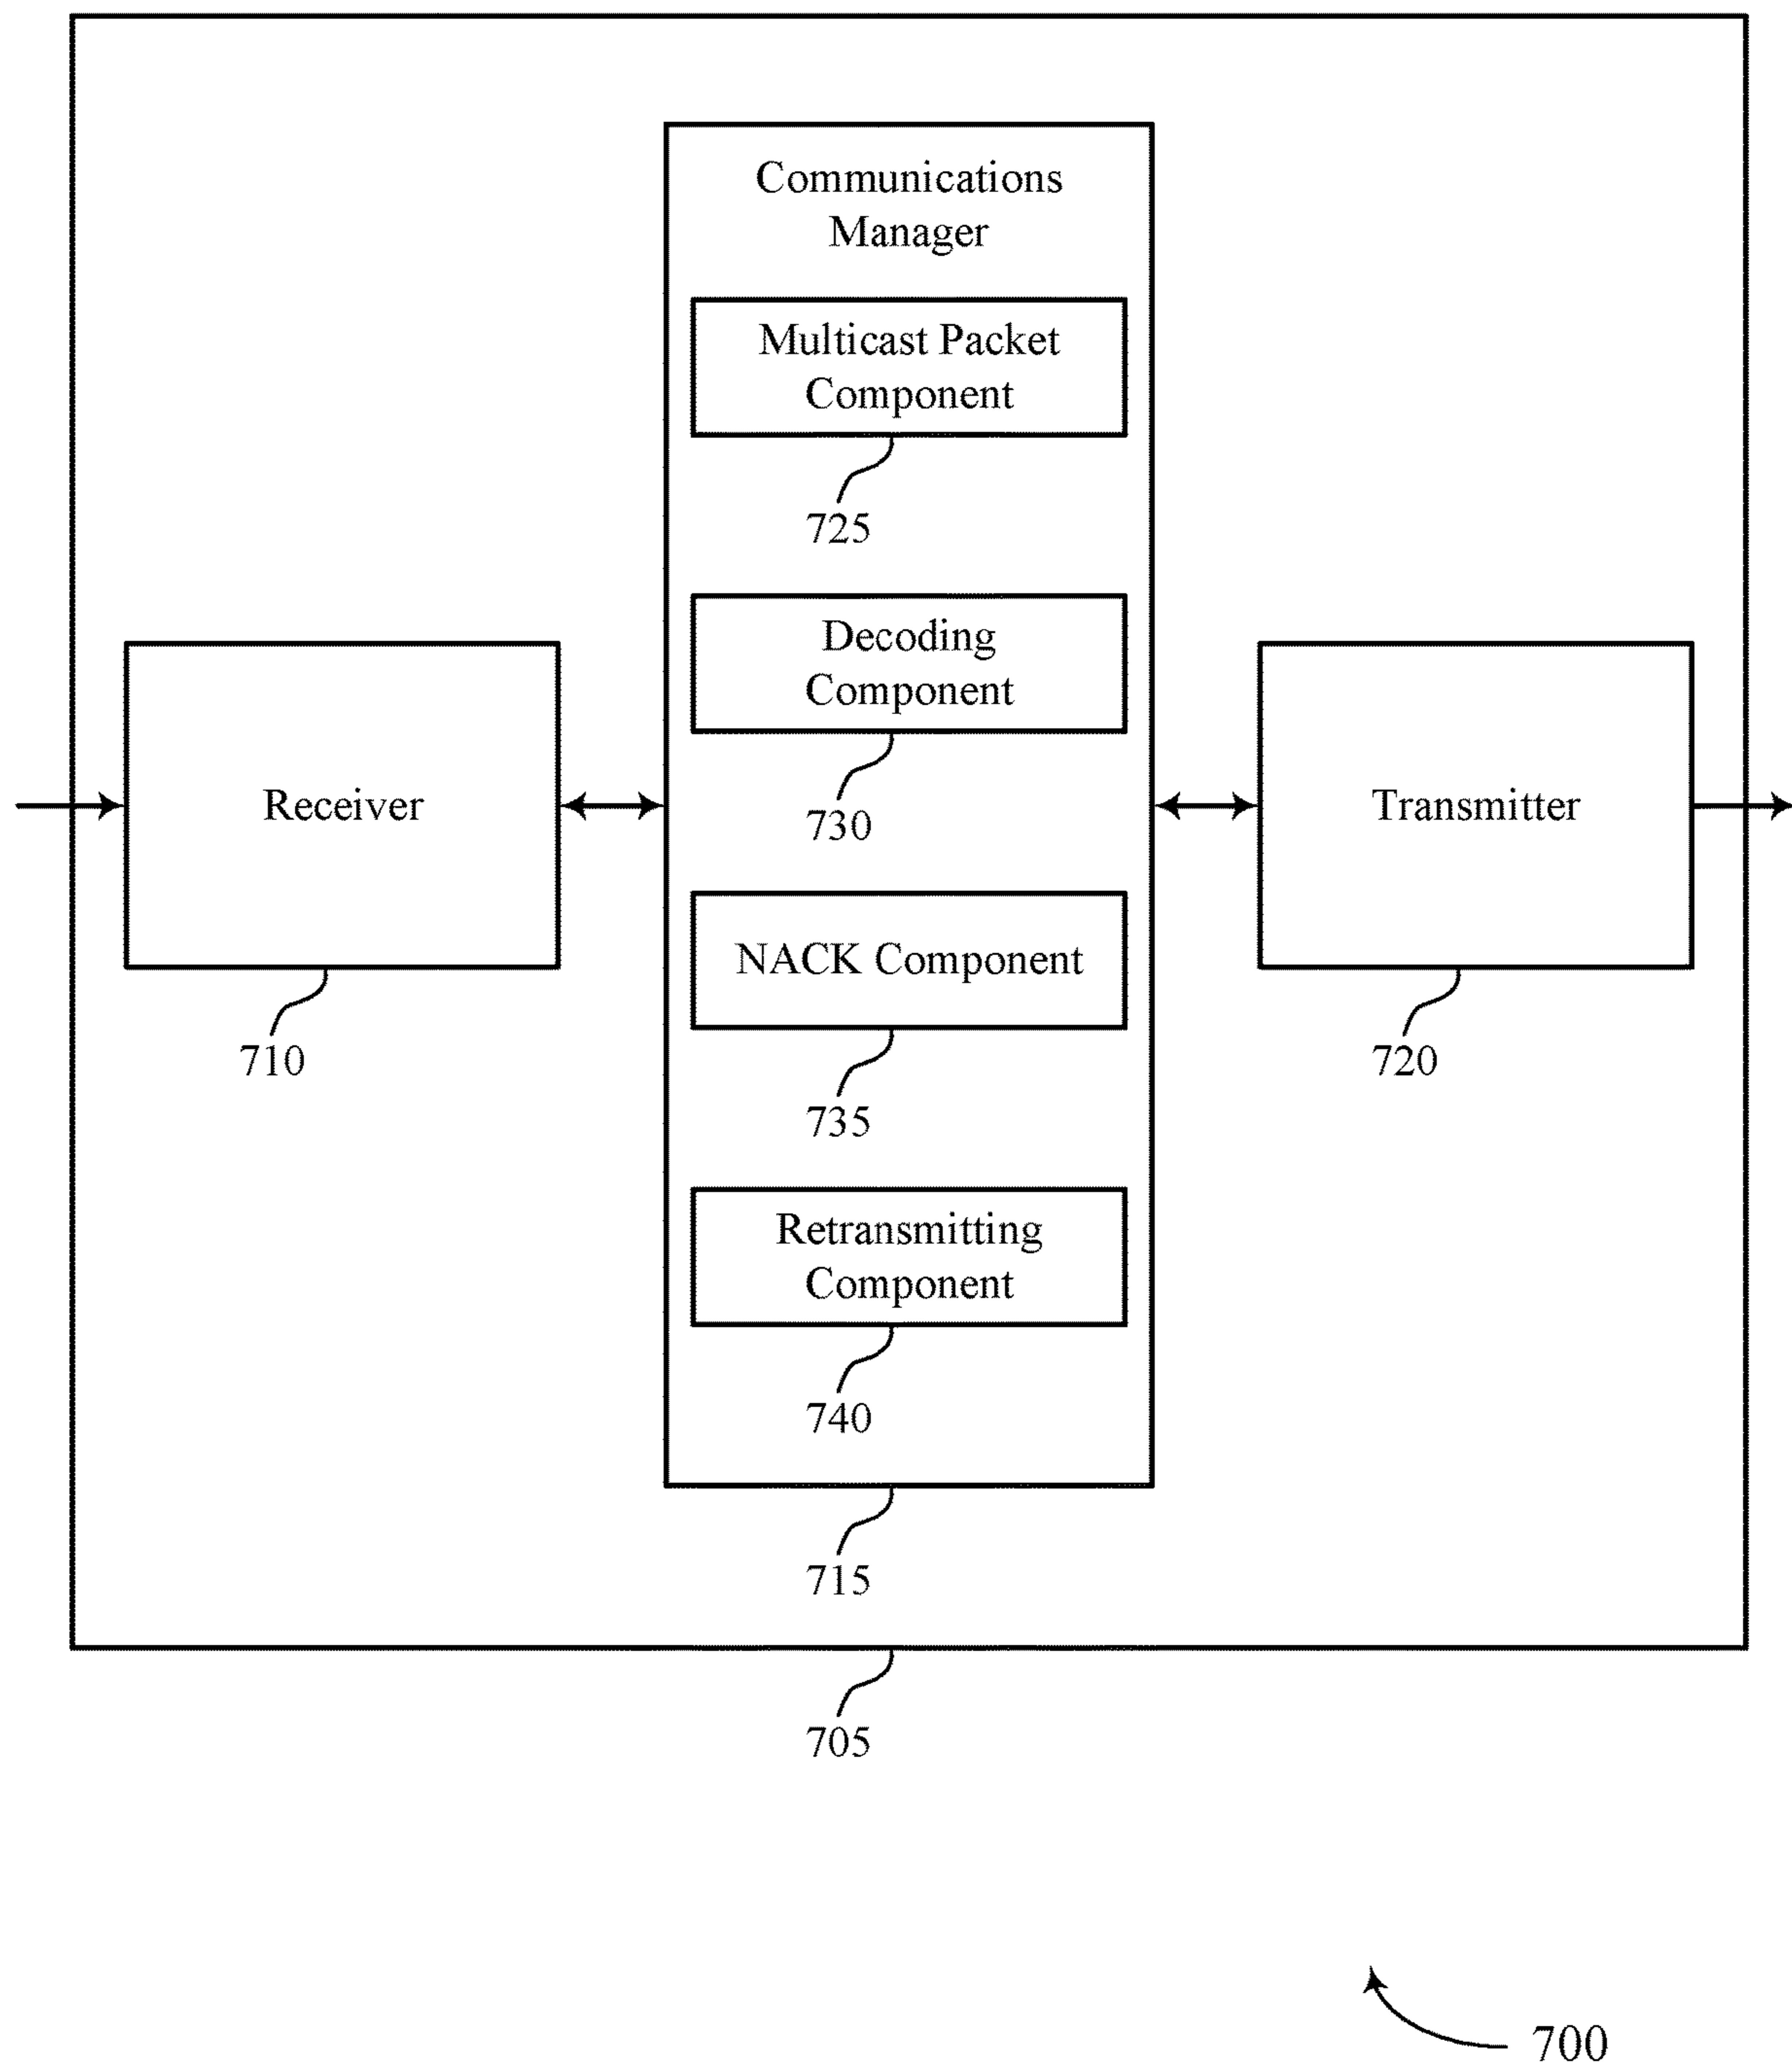 Communications
Manager
Multicast Packet
Component
725
Decoding
Component
730
Receiver
710
NACK Component
735
Transmitter
720
Retransmitting
Component
740
715
705
700